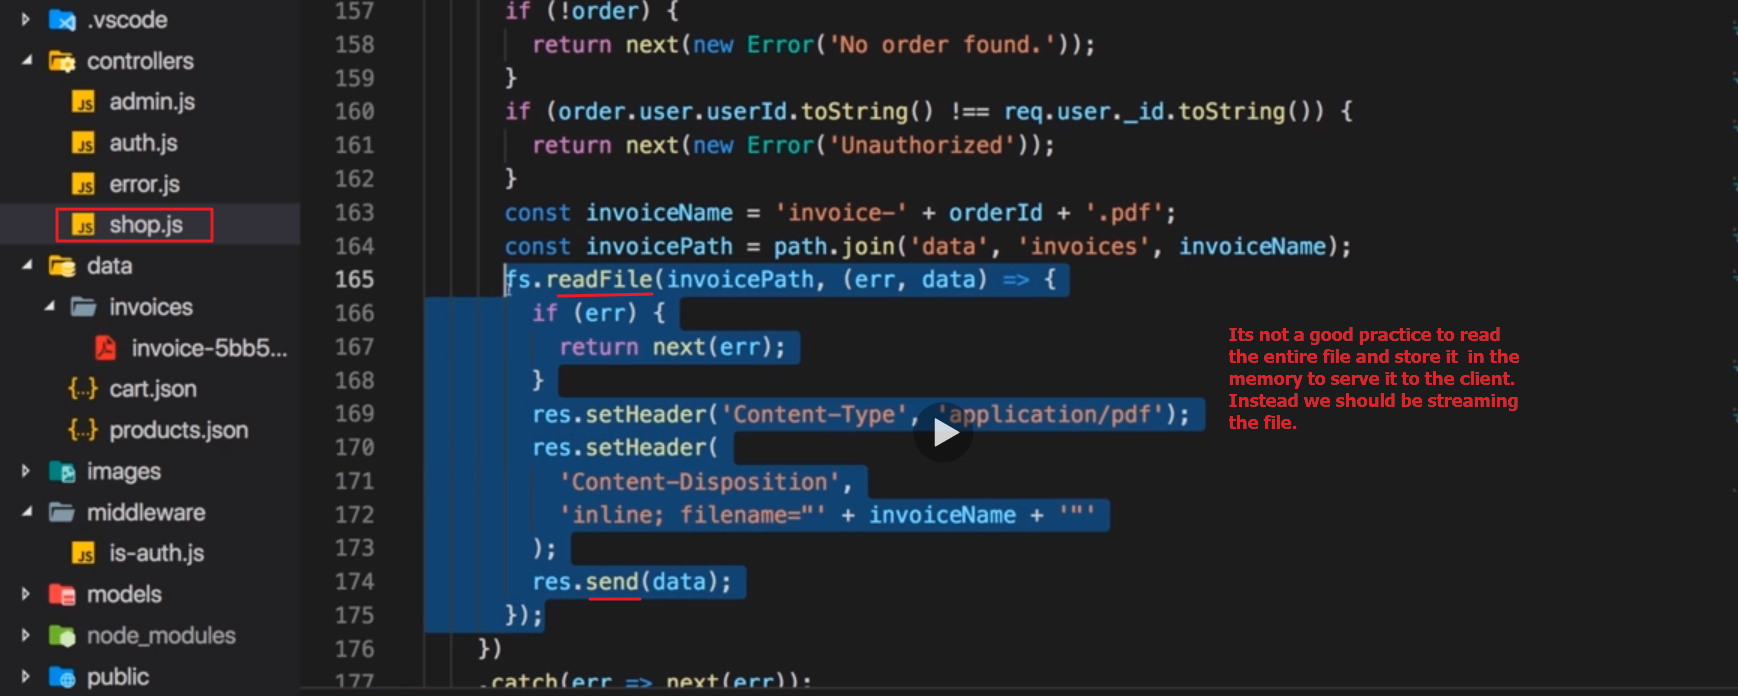 .vscode
controllers
admin.js
auth.js
error.js
shop.js
data
invoices
invoice-5bb5...
cart.json
products.json
images
middleware
is-auth.js
models
node_modules
public
157 if (!order) {
158 return next(new Error('No order found.'));
159 }
160 if (order.user.userId.toString() !== req.user._id.toString()) {
161 return next(new Error('Unauthorized'));
162 }
163 const invoiceName = 'invoice-' + orderId + '.pdf';
164 const invoicePath = path.join('data', 'invoices', invoiceName);
165 fs.readFile(invoicePath, (err, data) => {
166 if (err) {
167 return next(err);
168 }
169 res.setHeader('Content-Type', 'application/pdf');
170 res.setHeader(
171 'Content-Disposition',
172 'inline; filename="' + invoiceName + '"'
173 );
174 res.send(data);
175 });
176 })
177 .catch(err => next(err));
Its not a good practice to read
the entire file and store it in the
memory to serve it to the client.
Instead we should be streaming
the file.